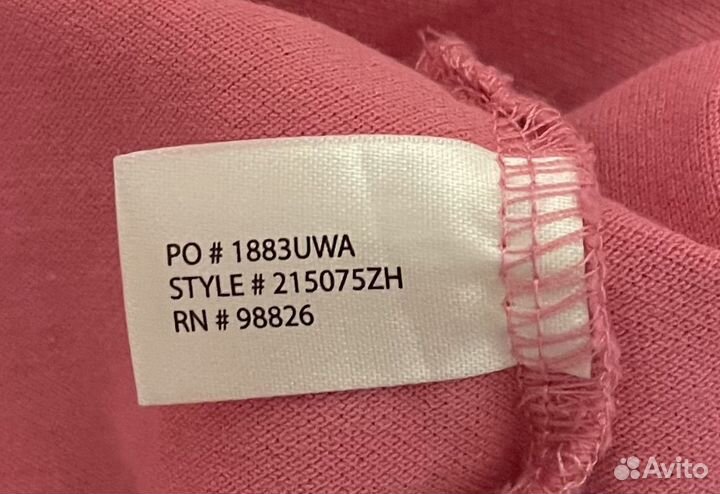 PO # 1883UWA
STYLE # 215075ZH
RN # 98826
Avito